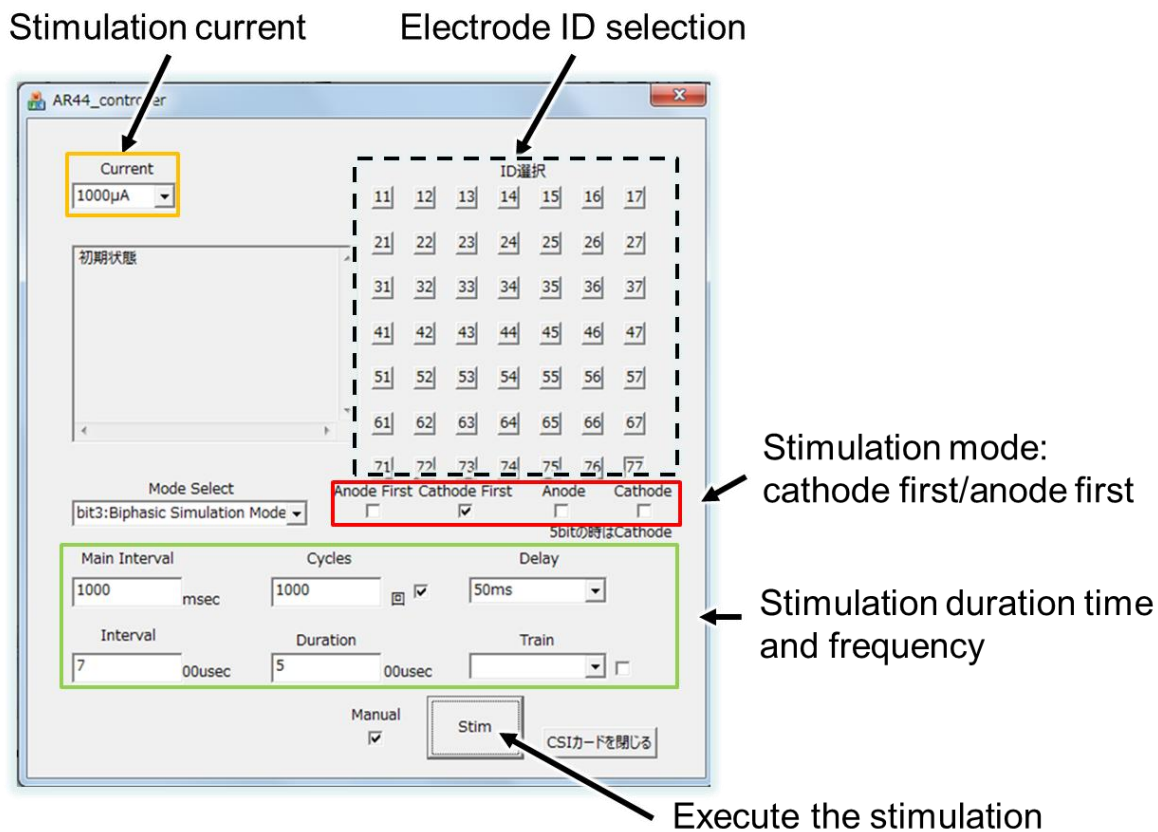 Stimulation current
Electrode ID selection
AR44_controler
Current
1000μA
ID選択
11 12 13 14 15 16 17
21 22 23 24 25 26 27
初期状態
31 32 33 34 35 36 37
41 42 43 44 45 46 47
51 52 53 54 55 56 57
61 62 63 64 65 66 67
71 72 73 74 75 76 77
Stimulation mode:
cathode first/anode first
Mode Select
bit3:Biphasic Simulation Mode
Anode First Cathode First Anode Cathode
5bitの時はCathode
Main Interval Cycles Delay
1000 msec 1000 回 50ms
Interval Duration Train
7 00usec 5 00usec
Stimulation duration time
and frequency
Manual
Stim
CSIカードを閉じる
Execute the stimulation